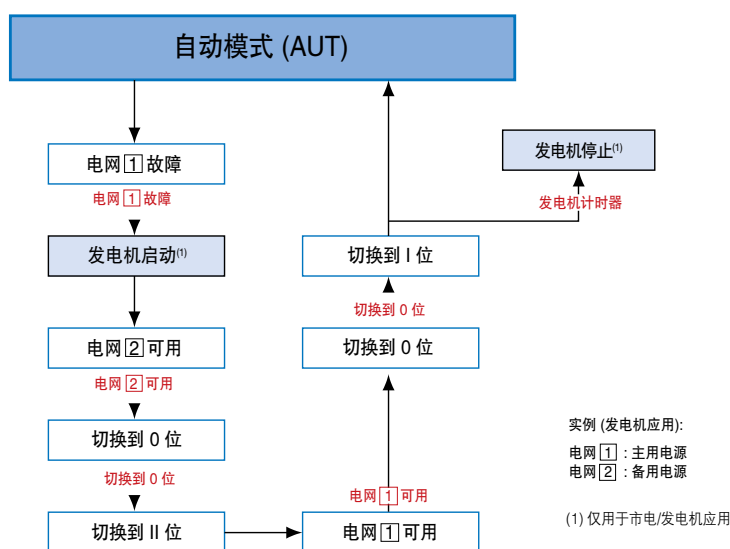 自动模式 (AUT)
电网 1 故障
电网 1 故障
发电机启动(1)
电网 2 可用
电网 2 可用
切换到 0 位
切换到 0 位
切换到 II 位
电网 1 可用
电网 1 可用
切换到 0 位
切换到 0 位
切换到 I 位
发电机计时器
发电机停止(1)
实例 (发电机应用):
电网 1 : 主用电源
电网 2 : 备用电源
(1) 仅用于市电/发电机应用